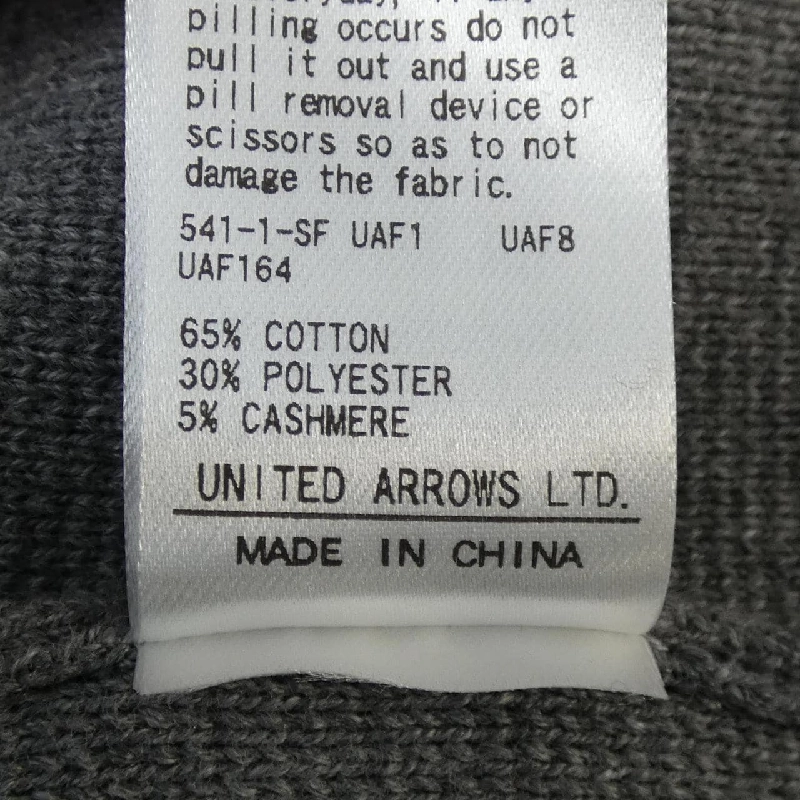 pilling occurs do not
pull it out and use a
pill removal device or
scissors so as to not
damage the fabric.
541-1-SF UAF1 UAF8
UAF164
65% COTTON
30% POLYESTER
5% CASHMERE
UNITED ARROWS LTD.
MADE IN CHINA